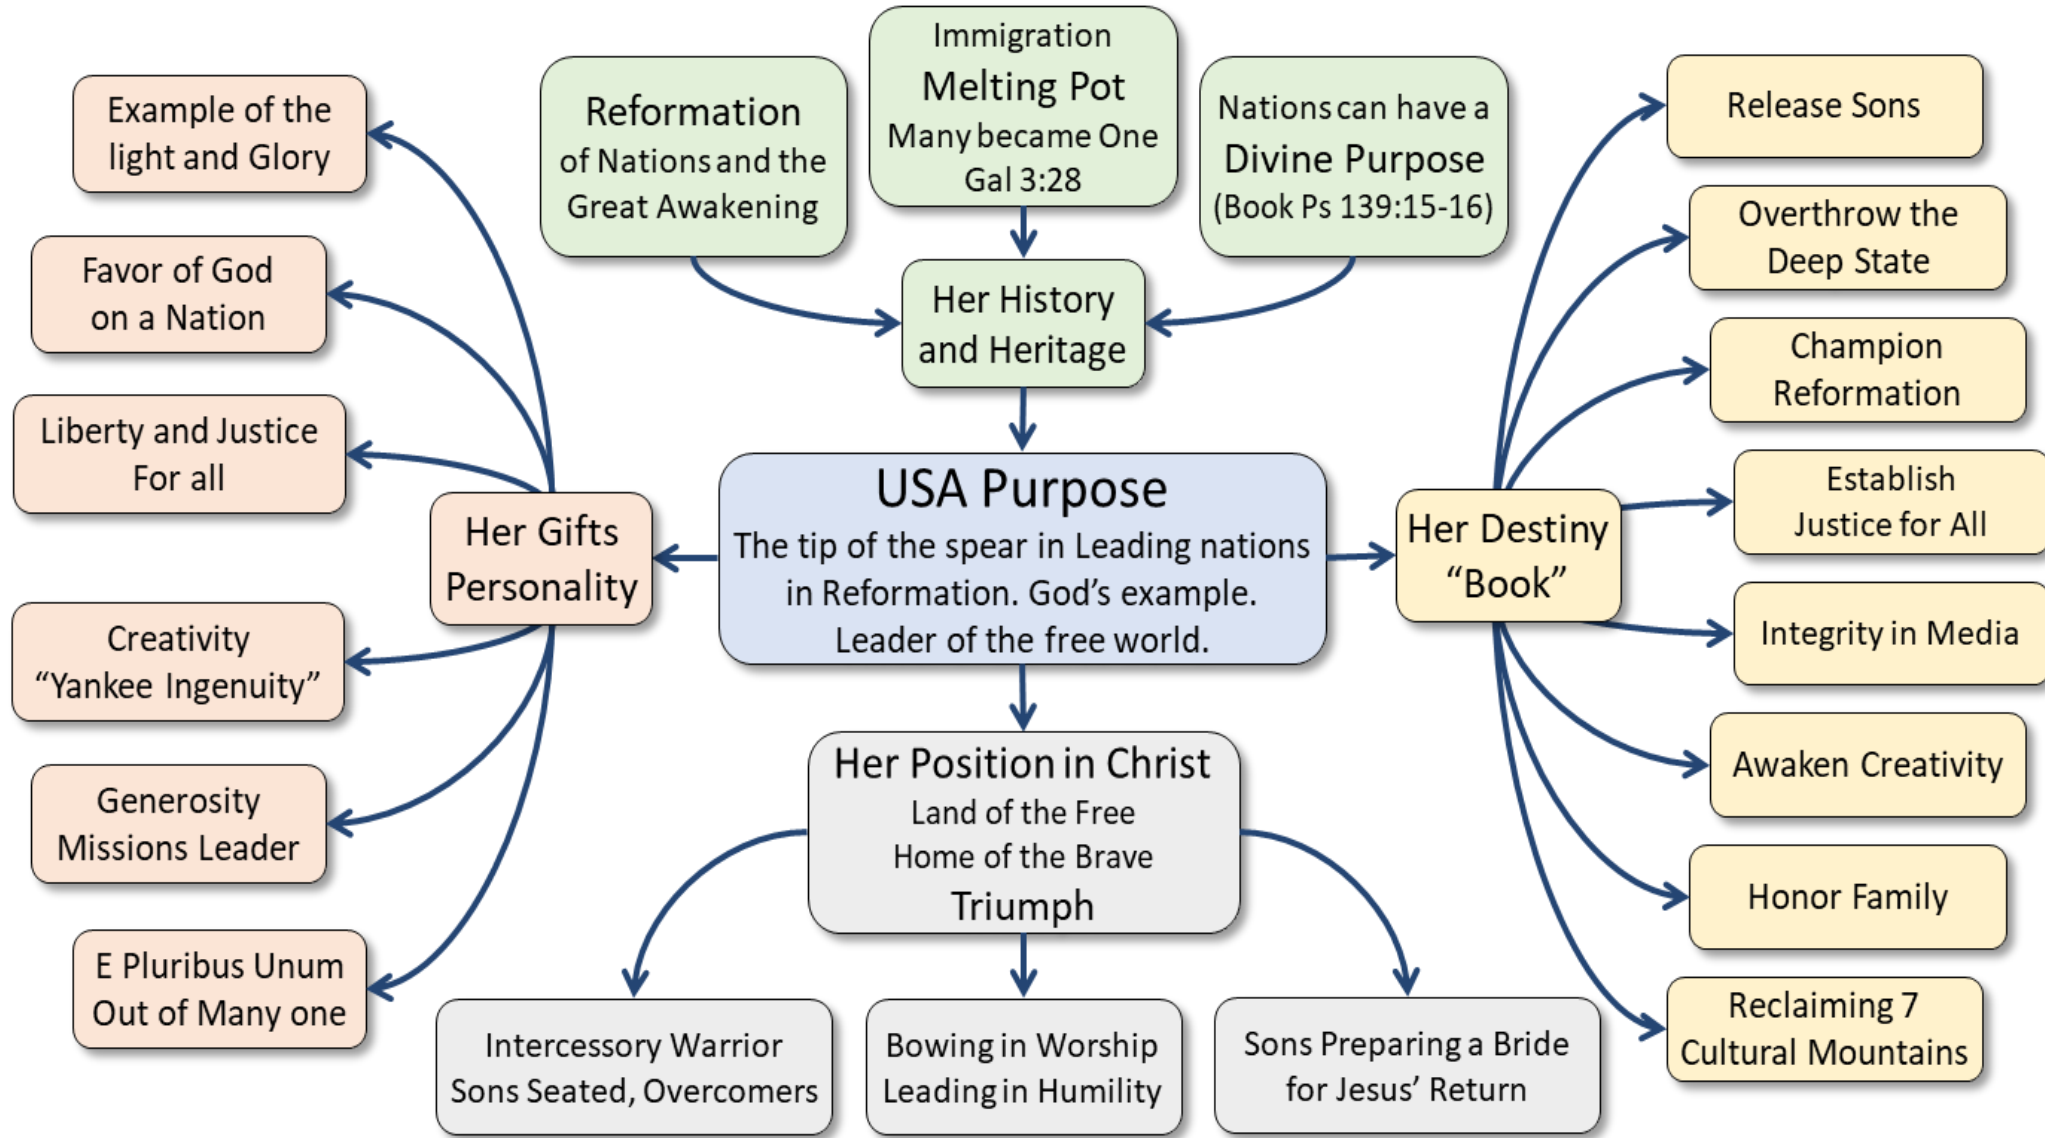 Immigration
Melting Pot
Many became One
Gal 3:28
Reformation
of Nations and the
Great Awakening
Nations can have a
Divine Purpose
(Book Ps 139:15-16)
Her History
and Heritage
USA Purpose
The tip of the spear in Leading nations
in Reformation. God’s example.
Leader of the free world.
Her Gifts
Personality
Example of the
light and Glory
Favor of God
on a Nation
Liberty and Justice
For all
Creativity
“Yankee Ingenuity”
Generosity
Missions Leader
E Pluribus Unum
Out of Many one
Her Destiny
“Book”
Release Sons
Overthrow the
Deep State
Champion
Reformation
Establish
Justice for All
Integrity in Media
Awaken Creativity
Honor Family
Reclaiming 7
Cultural Mountains
Her Position in Christ
Land of the Free
Home of the Brave
Triumph
Intercessory Warrior
Sons Seated, Overcomers
Bowing in Worship
Leading in Humility
Sons Preparing a Bride
for Jesus’ Return